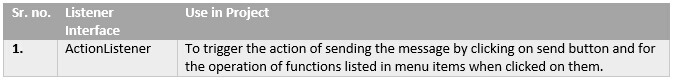 Sr. no. Listener Interface Use in Project
1. ActionListener To trigger the action of sending the message by clicking on send button and for
the operation of functions listed in menu items when clicked on them.